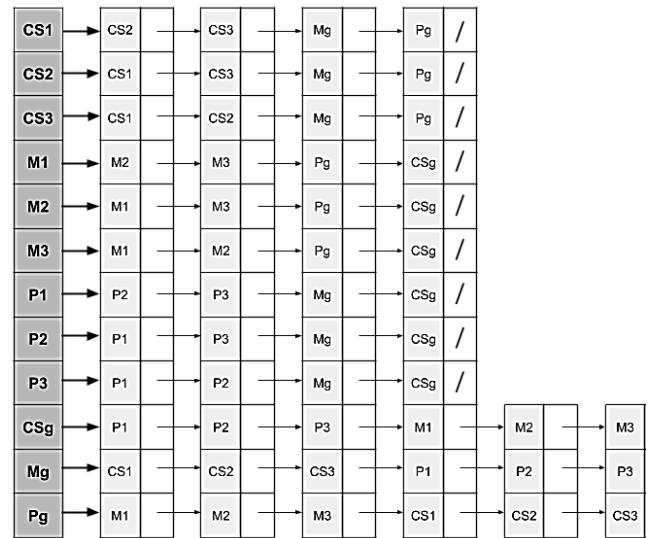 CS1 CS2 CS3 Mg Pg /
CS2 CS1 CS3 Mg Pg /
CS3 CS1 CS2 Mg Pg /
M1 M2 M3 Pg CSg /
M2 M1 M3 Pg CSg /
M3 M1 M2 Pg CSg /
P1 P2 P3 Mg CSg /
P2 P1 P3 Mg CSg /
P3 P1 P2 Mg CSg /
CSg P1 P2 P3 M1 M2 M3
Mg CS1 CS2 CS3 P1 P2 P3
Pg M1 M2 M3 CS1 CS2 CS3